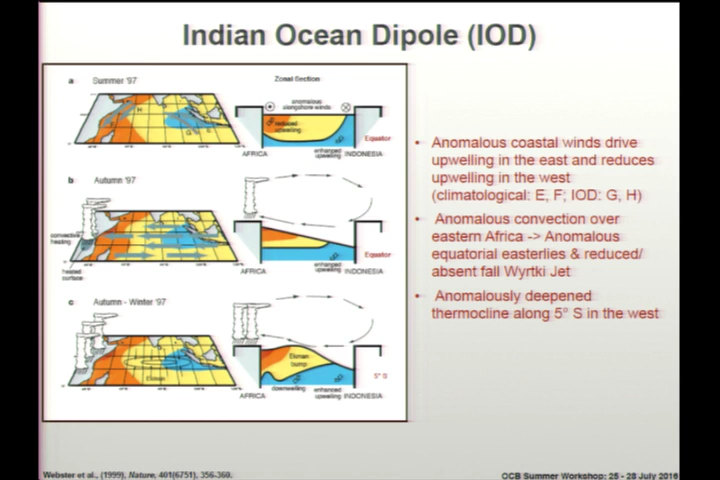 Indian Ocean Dipole (IOD)
a Summer '97 Zonal Section
anomalous
alongshore winds
reduced
upwelling
Equator
enhanced
upwelling
AFRICA INDONESIA
b Autumn '97
convective
heating
heated
surface
Equator
enhanced
upwelling
AFRICA INDONESIA
c Autumn - Winter '97
Ekman
Ekman
pump
5° S
downwelling
enhanced
upwelling
AFRICA INDONESIA
• Anomalous coastal winds drive
upwelling in the east and reduces
upwelling in the west
(climatological: E, F; IOD: G, H)
• Anomalous convection over
eastern Africa -> Anomalous
equatorial easterlies & reduced/
absent fall Wyrtki Jet
• Anomalously deepened
thermocline along 5° S in the west
Webster et al., (1999), Nature, 401(6751), 356-360.
OCB Summer Workshop: 25 - 28 July 2016